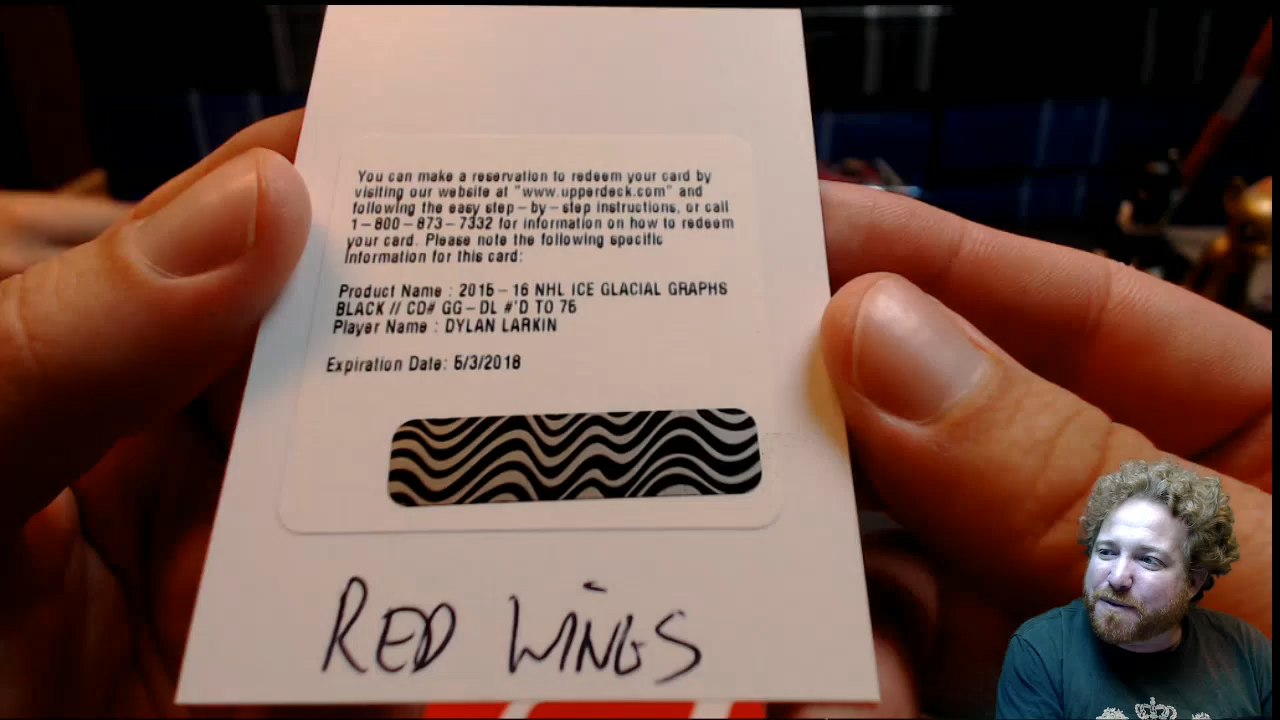 You can make a reservation to redeem your card by
visiting our website at "www.upperdeck.com" and
following the easy step-by-step instructions, or call
1-800-873-7332 for information on how to redeem
your card. Please note the following specific
Information for this card:
Product Name : 2015-16 NHL ICE GLACIAL GRAPHS
BLACK // CD# GG-DL #'D TO 75
Player Name : DYLAN LARKIN
Expiration Date: 5/3/2018
RED WINGS